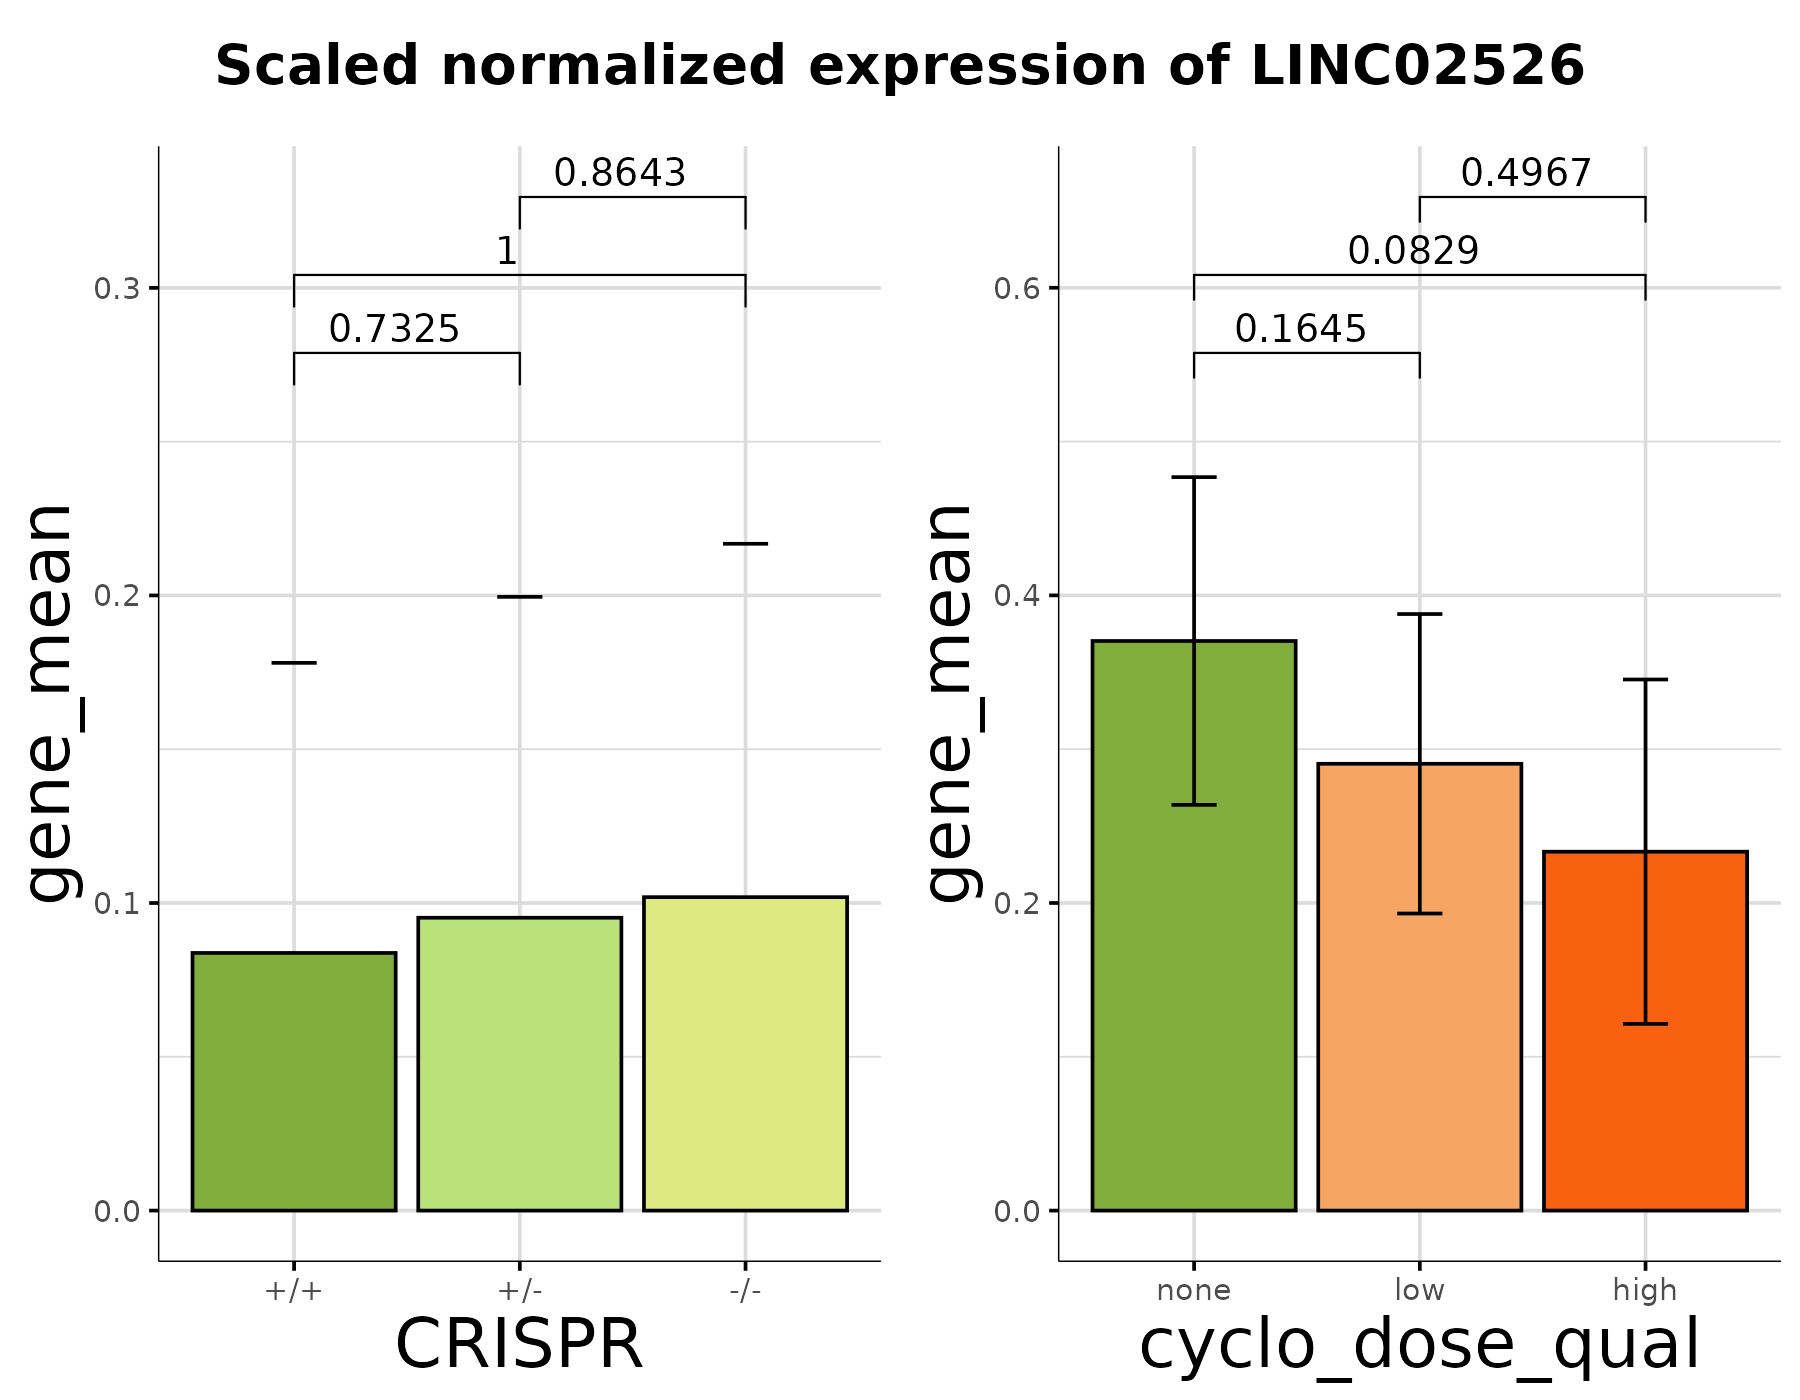 Scaled normalized expression of LINC02526
0.8643
1
0.7325
0.3
0.2
0.1
0.0
gene_mean
+/+ +/- -/-
CRISPR
0.4967
0.0829
0.1645
0.6
0.4
0.2
0.0
gene_mean
none low high
cyclo_dose_qual